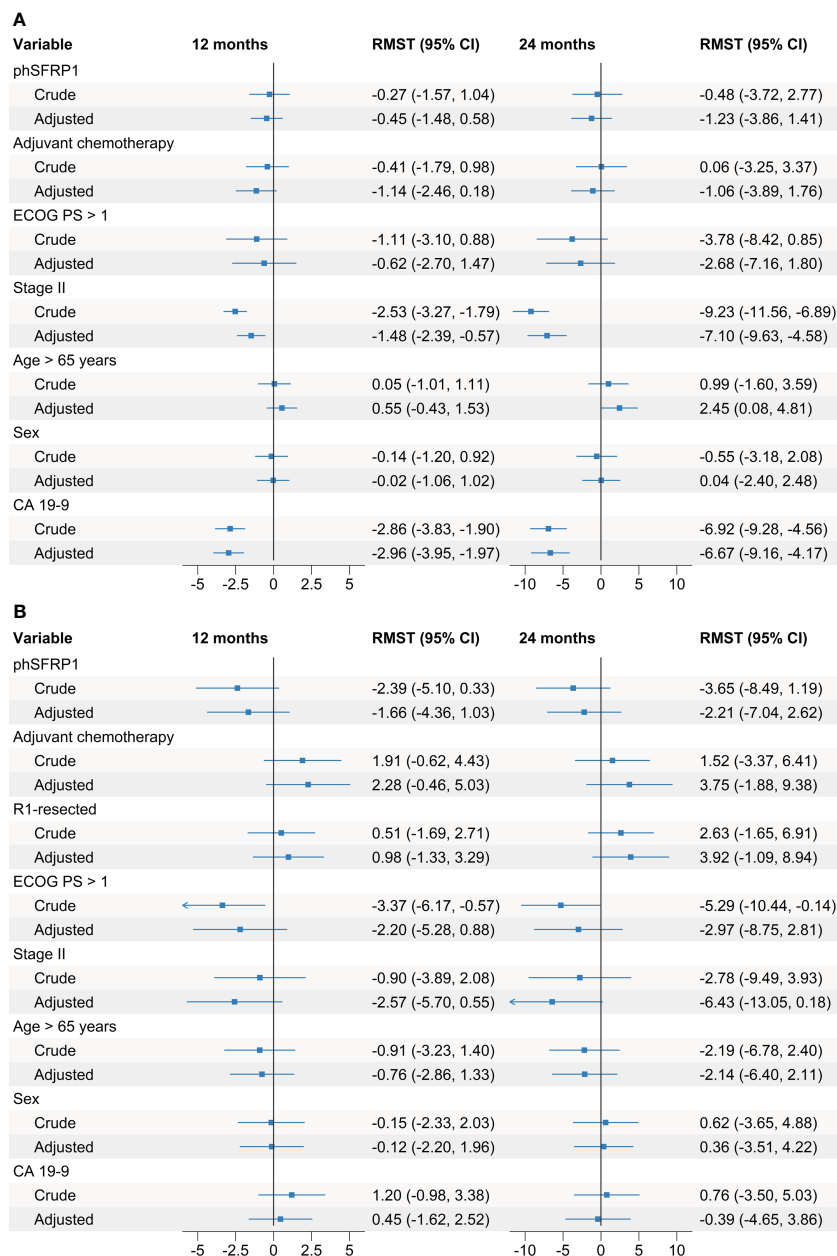 A
Variable 12 months RMST (95% CI) 24 months RMST (95% CI)
phSFRP1
Crude -0.27 (-1.57, 1.04) -0.48 (-3.72, 2.77)
Adjusted -0.45 (-1.48, 0.58) -1.23 (-3.86, 1.41)
Adjuvant chemotherapy
Crude -0.41 (-1.79, 0.98) 0.06 (-3.25, 3.37)
Adjusted -1.14 (-2.46, 0.18) -1.06 (-3.89, 1.76)
ECOG PS > 1
Crude -1.11 (-3.10, 0.88) -3.78 (-8.42, 0.85)
Adjusted -0.62 (-2.70, 1.47) -2.68 (-7.16, 1.80)
Stage II
Crude -2.53 (-3.27, -1.79) -9.23 (-11.56, -6.89)
Adjusted -1.48 (-2.39, -0.57) -7.10 (-9.63, -4.58)
Age > 65 years
Crude 0.05 (-1.01, 1.11) 0.99 (-1.60, 3.59)
Adjusted 0.55 (-0.43, 1.53) 2.45 (0.08, 4.81)
Sex
Crude -0.14 (-1.20, 0.92) -0.55 (-3.18, 2.08)
Adjusted -0.02 (-1.06, 1.02) 0.04 (-2.40, 2.48)
CA 19-9
Crude -2.86 (-3.83, -1.90) -6.92 (-9.28, -4.56)
Adjusted -2.96 (-3.95, -1.97) -6.67 (-9.16, -4.17)
-5 -2.5 0 2.5 5 -10 -5 0 5 10
B
Variable 12 months RMST (95% CI) 24 months RMST (95% CI)
phSFRP1
Crude -2.39 (-5.10, 0.33) -3.65 (-8.49, 1.19)
Adjusted -1.66 (-4.36, 1.03) -2.21 (-7.04, 2.62)
Adjuvant chemotherapy
Crude 1.91 (-0.62, 4.43) 1.52 (-3.37, 6.41)
Adjusted 2.28 (-0.46, 5.03) 3.75 (-1.88, 9.38)
R1-resected
Crude 0.51 (-1.69, 2.71) 2.63 (-1.65, 6.91)
Adjusted 0.98 (-1.33, 3.29) 3.92 (-1.09, 8.94)
ECOG PS > 1
Crude -3.37 (-6.17, -0.57) -5.29 (-10.44, -0.14)
Adjusted -2.20 (-5.28, 0.88) -2.97 (-8.75, 2.81)
Stage II
Crude -0.90 (-3.89, 2.08) -2.78 (-9.49, 3.93)
Adjusted -2.57 (-5.70, 0.55) -6.43 (-13.05, 0.18)
Age > 65 years
Crude -0.91 (-3.23, 1.40) -2.19 (-6.78, 2.40)
Adjusted -0.76 (-2.86, 1.33) -2.14 (-6.40, 2.11)
Sex
Crude -0.15 (-2.33, 2.03) 0.62 (-3.65, 4.88)
Adjusted -0.12 (-2.20, 1.96) 0.36 (-3.51, 4.22)
CA 19-9
Crude 1.20 (-0.98, 3.38) 0.76 (-3.50, 5.03)
Adjusted 0.45 (-1.62, 2.52) -0.39 (-4.65, 3.86)
-5 -2.5 0 2.5 5 -10 -5 0 5 10